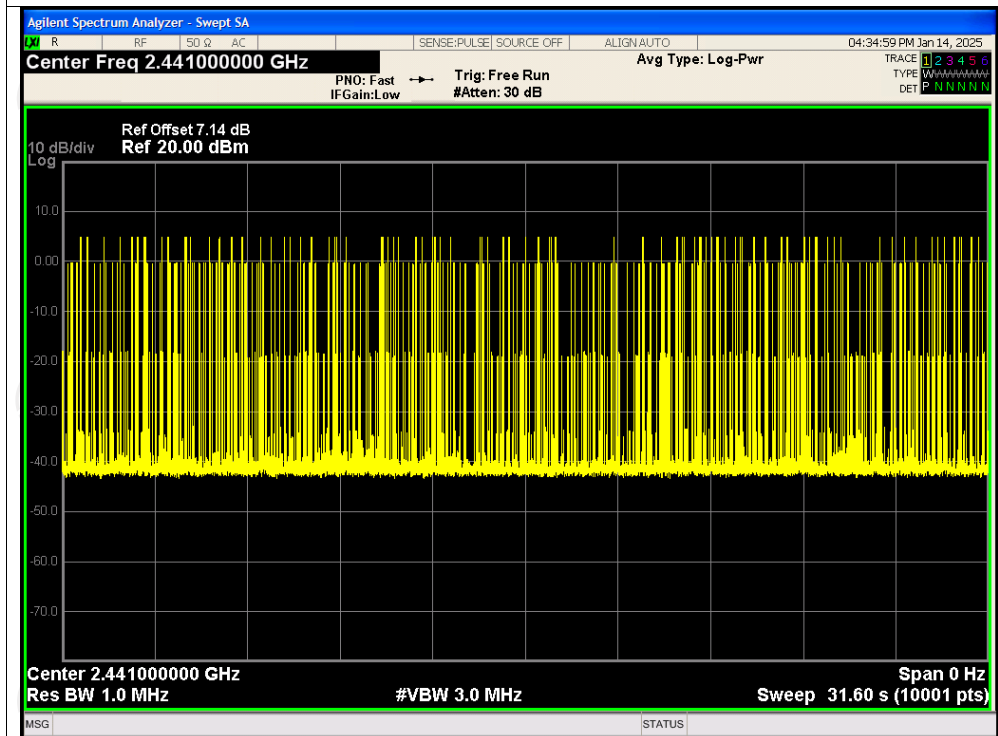 Agilent Spectrum Analyzer - Swept SA
LXI R RF 50 Ω AC SENSE:PULSE SOURCE OFF ALIGN AUTO 04:34:59 PM Jan 14, 2025
Center Freq 2.441000000 GHz Avg Type: Log-Pwr TRACE 1 2 3 4 5 6
PNO: Fast Trig: Free Run TYPE W
IFGain:Low #Atten: 30 dB DET P N N N N N
Ref Offset 7.14 dB
10 dB/div Ref 20.00 dBm
Log
10.0
0.00
-10.0
-20.0
-30.0
-40.0
-50.0
-60.0
-70.0
Center 2.441000000 GHz Span 0 Hz
Res BW 1.0 MHz #VBW 3.0 MHz Sweep 31.60 s (10001 pts)
MSG STATUS